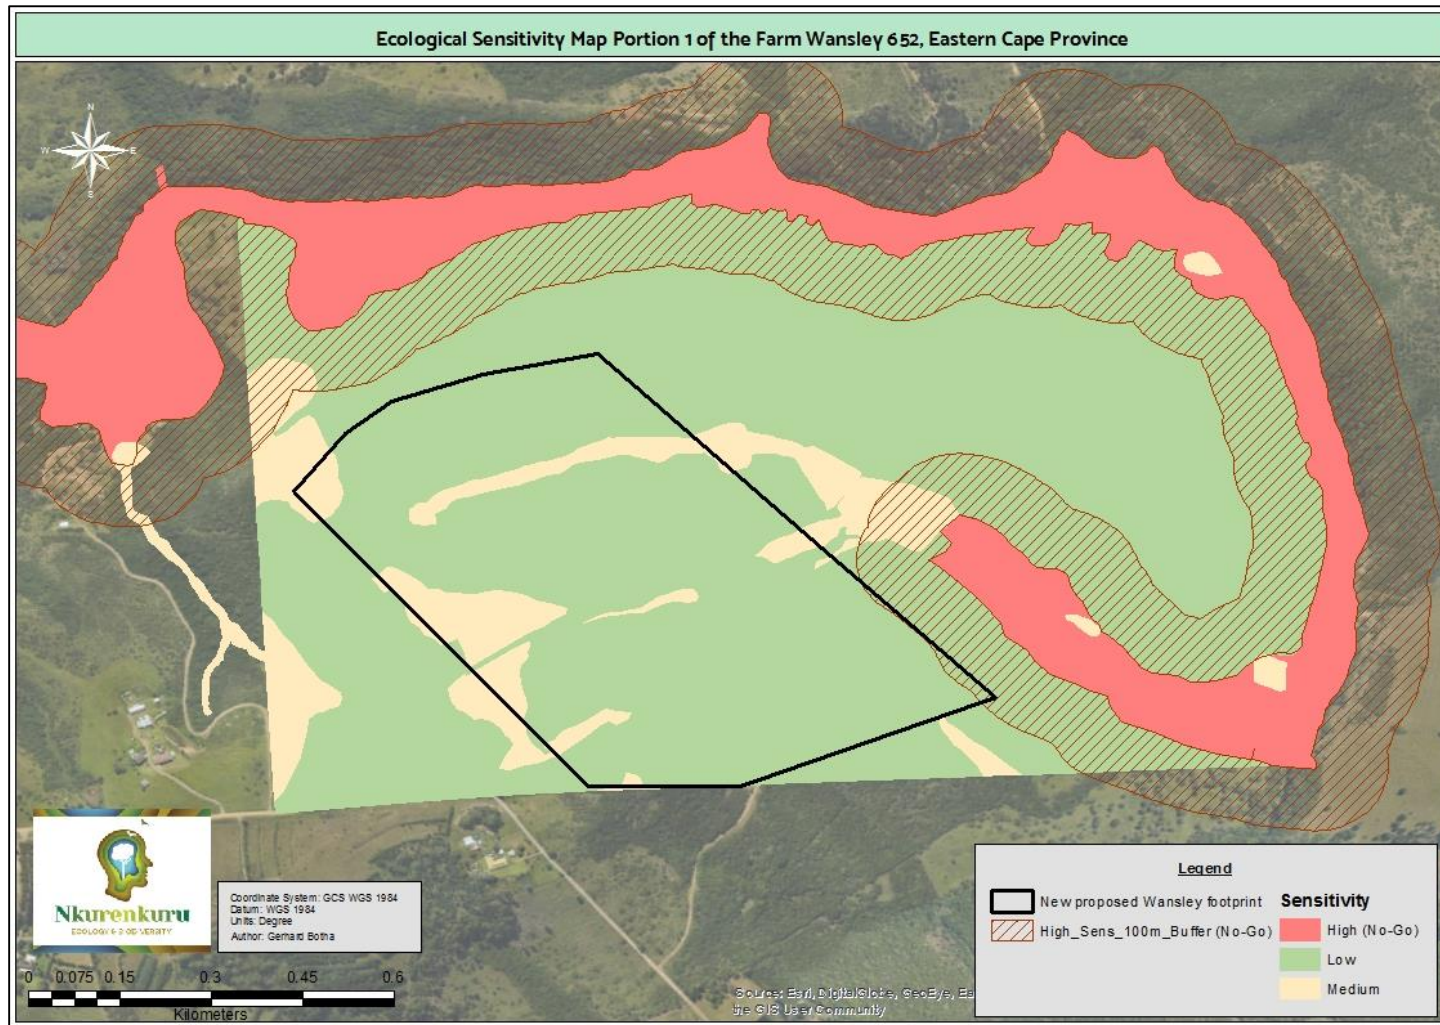 Ecological Sensitivity Map Portion 1 of the Farm Wansley 652, Eastern Cape Province
N
W E
S
Nkurenkuru
ECOLOGY & BIODIVERSITY
Coordinate System: GCS WGS 1984
Datum: WGS 1984
Units: Degree
Author: Gerhard Botha
0 0.075 0.15 0.3 0.45 0.6
Kilometers
Source: Esri, DigitalGlobe, GeoEye, Ea
the GIS User Community
Legend
New proposed Wansley footprint
High_Sens_100m_Buffer (No-Go)
Sensitivity
High (No-Go)
Low
Medium